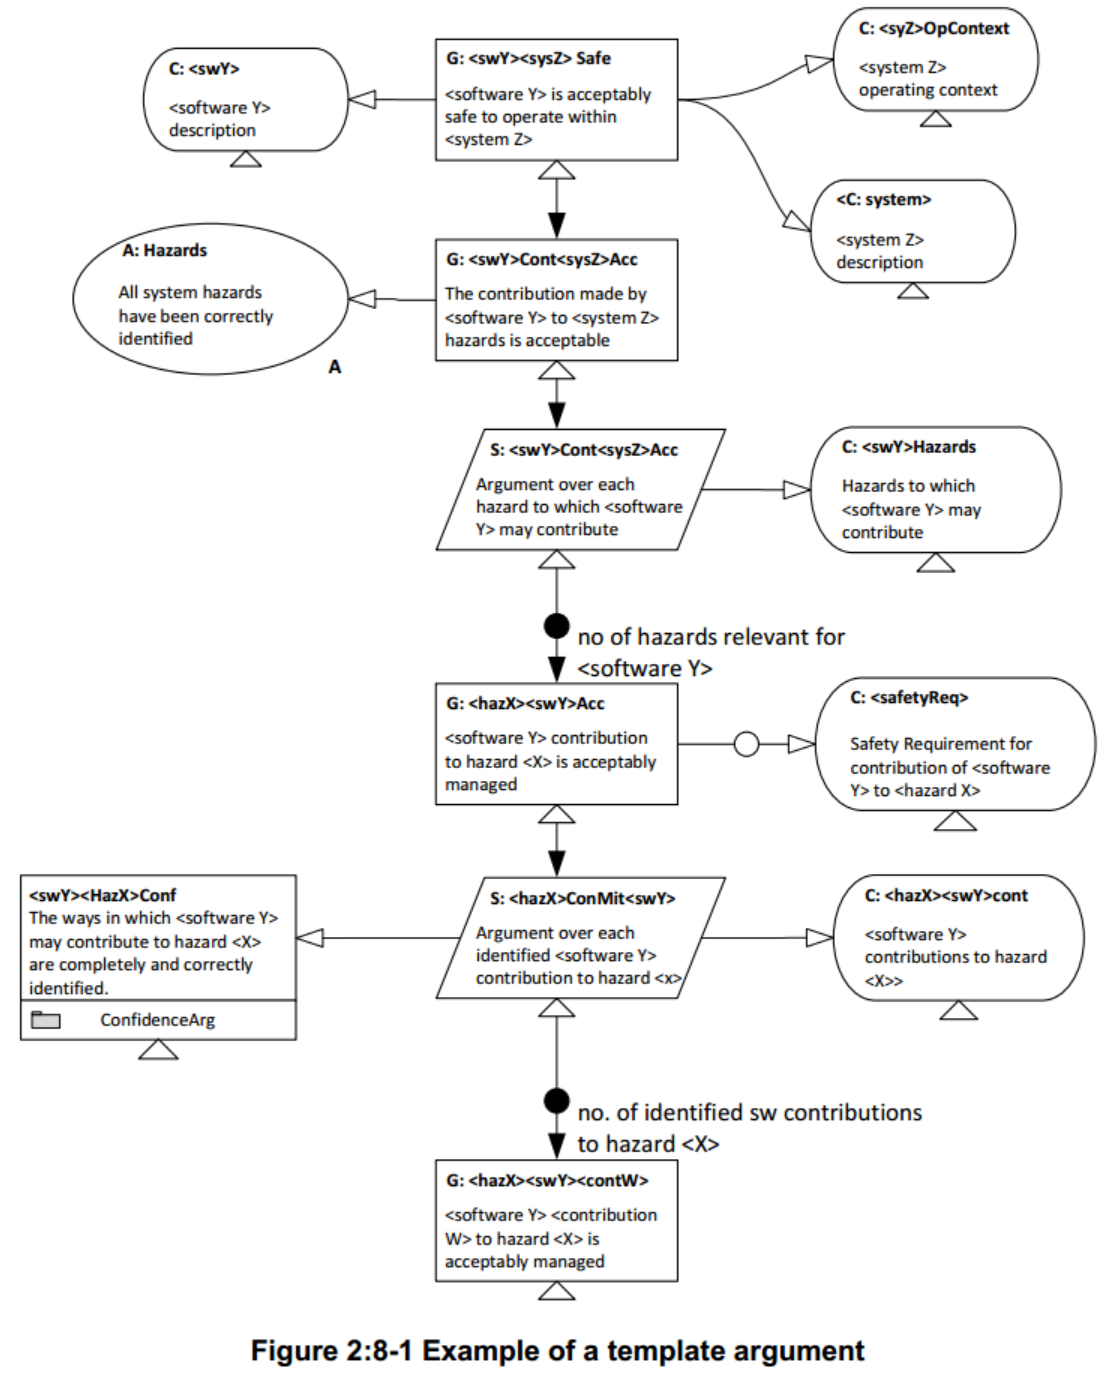 C: <swY>
<software Y>
description
G: <swY><sysZ> Safe
<software Y> is acceptably
safe to operate within
<system Z>
C: <syZ>OpContext
<system Z>
operating context
<C: system>
<system Z>
description
A: Hazards
All system hazards
have been correctly
identified
A
G: <swY>Cont<sysZ>Acc
The contribution made by
<software Y> to <system Z>
hazards is acceptable
S: <swY>Cont<sysZ>Acc
Argument over each
hazard to which <software
Y> may contribute
C: <swY>Hazards
Hazards to which
<software Y> may
contribute
no of hazards relevant for
<software Y>
G: <hazX><swY>Acc
<software Y> contribution
to hazard <X> is acceptably
managed
C: <safetyReq>
Safety Requirement for
contribution of <software
Y> to <hazard X>
<swY><HazX>Conf
The ways in which <software Y>
may contribute to hazard <X>
are completely and correctly
identified.
ConfidenceArg
S: <hazX>ConMit<swY>
Argument over each
identified <software Y>
contribution to hazard <x>
C: <hazX><swY>cont
<software Y>
contributions to hazard
<X>>
no. of identified sw contributions
to hazard <X>
G: <hazX><swY><contW>
<software Y> <contribution
W> to hazard <X> is
acceptably managed
Figure 2:8-1 Example of a template argument